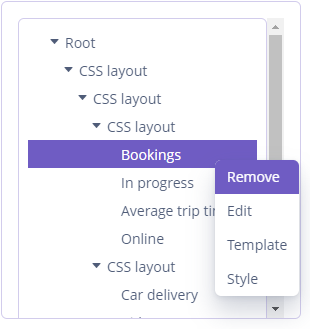 Root
CSS layout
CSS layout
CSS layout
Bookings
Remove
In progress
Average trip
Edit
Online
Template
CSS layout
Style
Car delivery